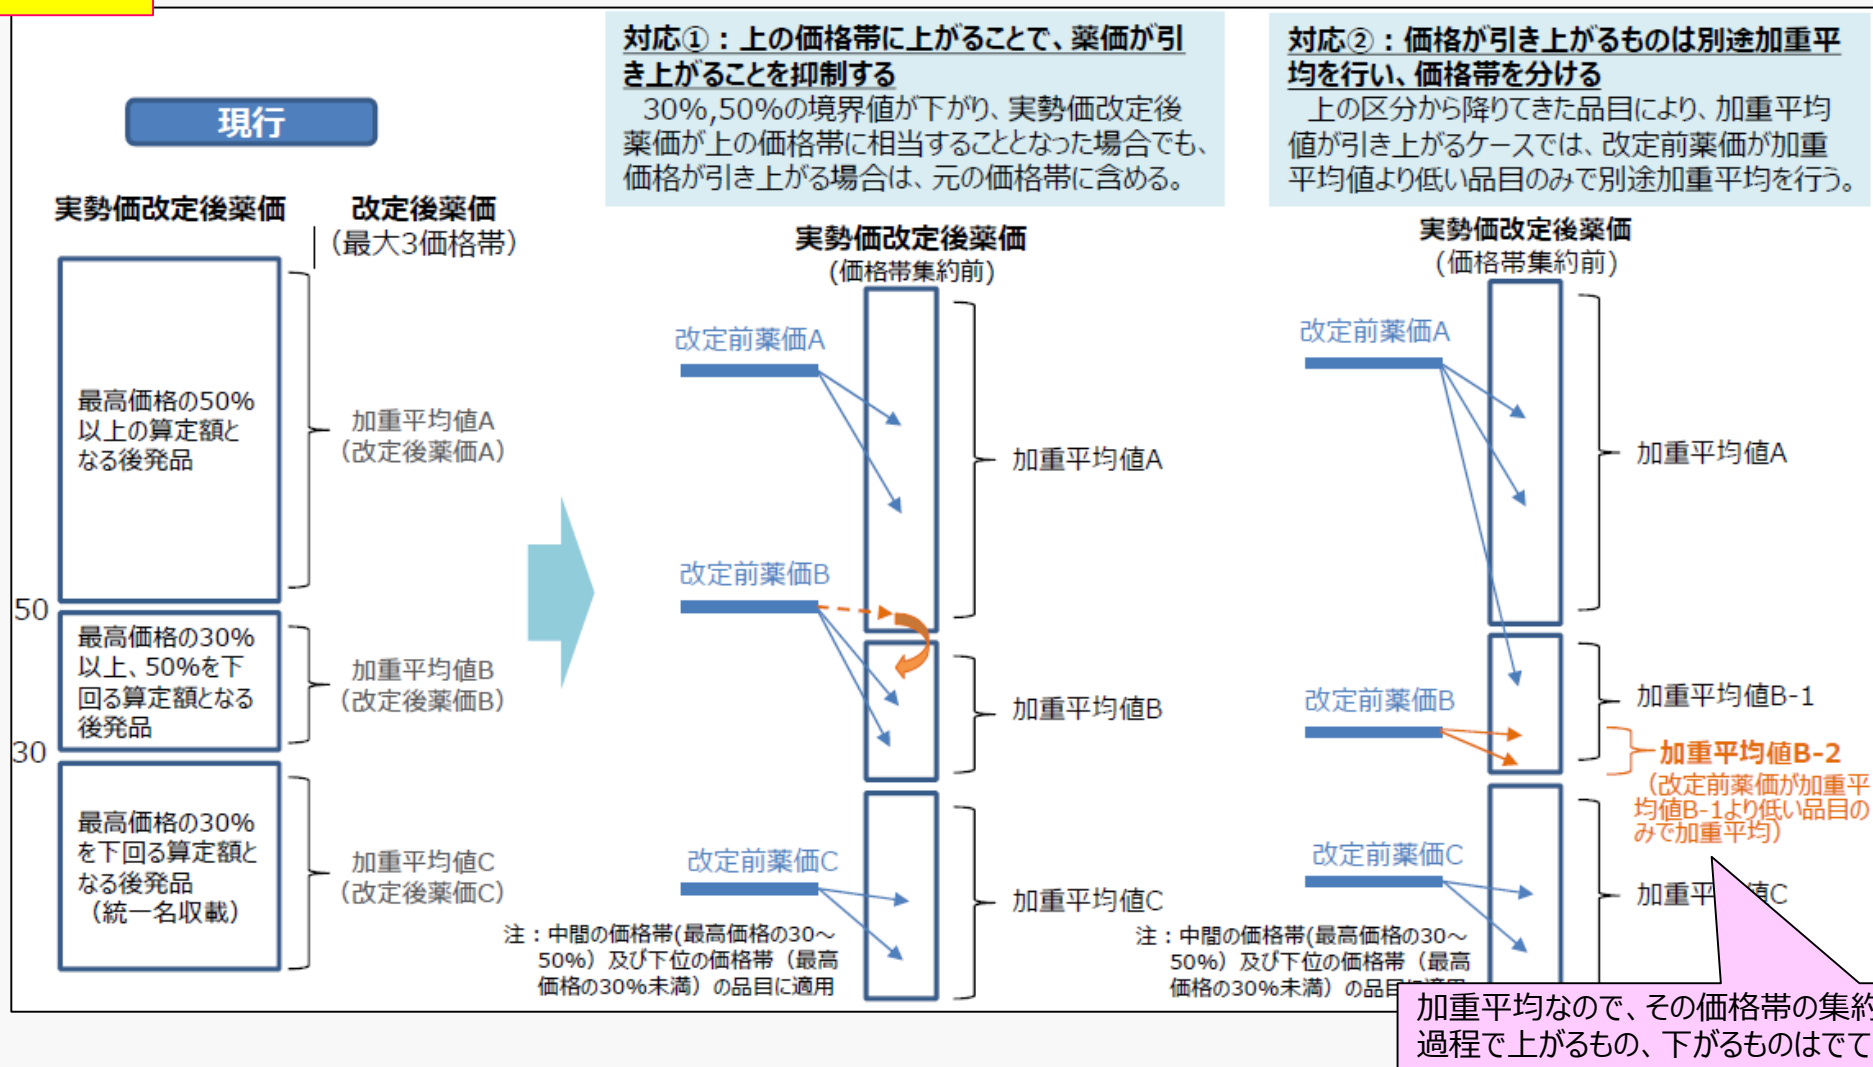 現行
実勢価改定後薬価
改定後薬価
（最大3価格帯）
最高価格の50%
以上の算定額と
なる後発品
加重平均値A
（改定後薬価A）
50
最高価格の30%
以上、50%を下
回る算定額となる
後発品
加重平均値B
（改定後薬価B）
30
最高価格の30%
を下回る算定額と
なる後発品
（統一名収載）
加重平均値C
（改定後薬価C）
対応①：上の価格帯に上がることで、薬価が引
き上がることを抑制する
30%,50%の境界値が下がり、実勢価改定後
薬価が上の価格帯に相当することとなった場合でも、
価格が引き上がる場合は、元の価格帯に含める。
実勢価改定後薬価
(価格帯集約前)
改定前薬価A
加重平均値A
改定前薬価B
加重平均値B
改定前薬価C
加重平均値C
注：中間の価格帯(最高価格の30～
50%）及び下位の価格帯（最高
価格の30%未満）の品目に適用
対応②：価格が引き上がるものは別途加重平
均を行い、価格帯を分ける
上の区分から降りてきた品目により、加重平均
値が引き上がるケースでは、改定前薬価が加重
平均値より低い品目のみで別途加重平均を行う。
実勢価改定後薬価
(価格帯集約前)
改定前薬価A
加重平均値A
改定前薬価B
加重平均値B-1
加重平均値B-2
（改定前薬価が加重平
均値B-1より低い品目の
みで加重平均）
改定前薬価C
加重平均値C
注：中間の価格帯(最高価格の30～
50%）及び下位の価格帯（最高
価格の30%未満）の品目に適用
加重平均なので、その価格帯の集約
過程で上がるもの、下がるものはでて